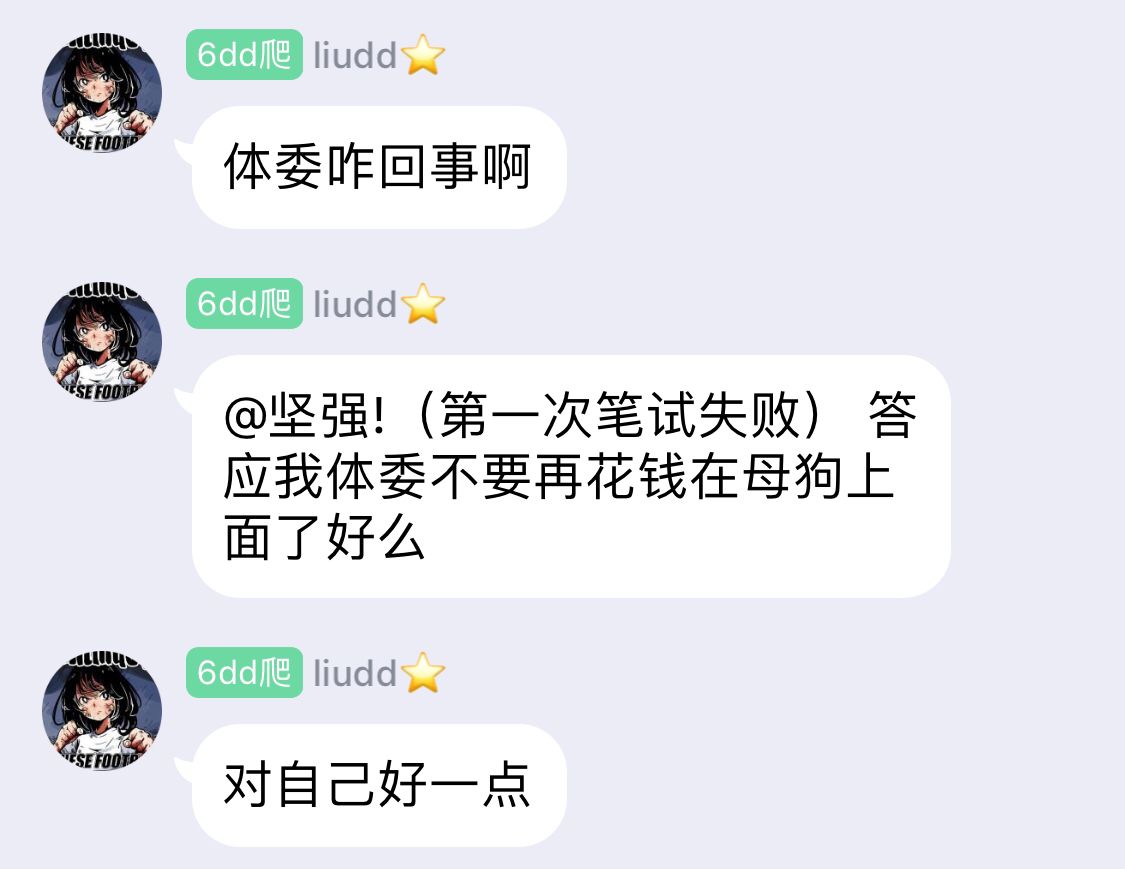 6dd爬 liudd⭐
体委咋回事啊
6dd爬 liudd⭐
@坚强!（第一次笔试失败） 答
应我体委不要再花钱在母狗上
面了好么
6dd爬 liudd⭐
对自己好一点